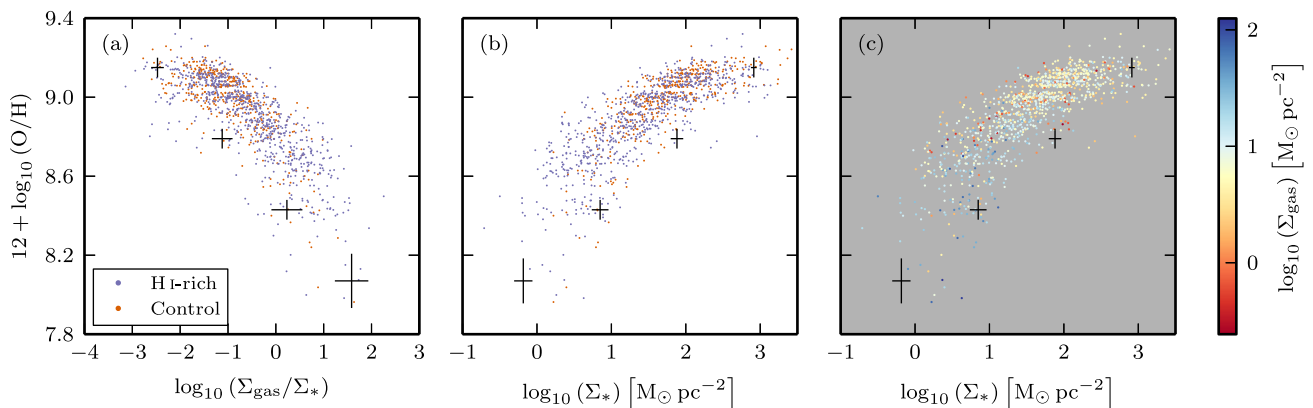 9.4
9.0
8.6
8.2
7.8
12 + log₁₀ (O/H)
(a)
H I-rich
Control
−4 −3 −2 −1 0 1 2 3
log₁₀ (Σgas/Σ∗)
(b)
−1 0 1 2 3
log₁₀ (Σ∗) [M⊙ pc⁻²]
(c)
−1 0 1 2 3
log₁₀ (Σ∗) [M⊙ pc⁻²]
2
1
0
log₁₀ (Σgas) [M⊙ pc⁻²]